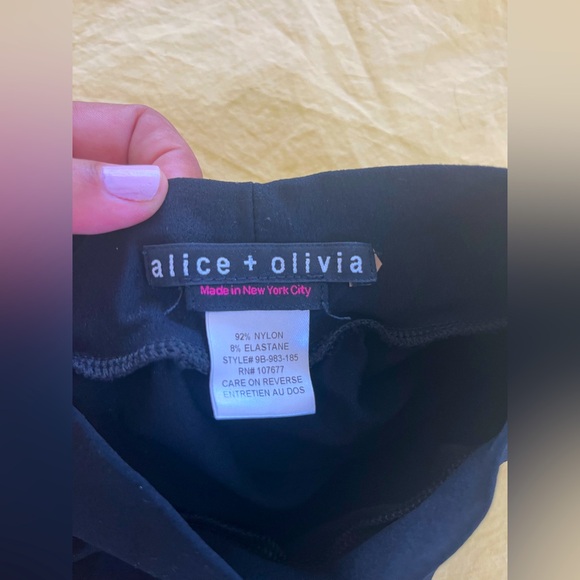 alice + olivia
Made in New York City
92% NYLON
8% ELASTANE
STYLE# 9B-983-185
RN# 107677
CARE ON REVERSE
ENTRETIEN AU DOS